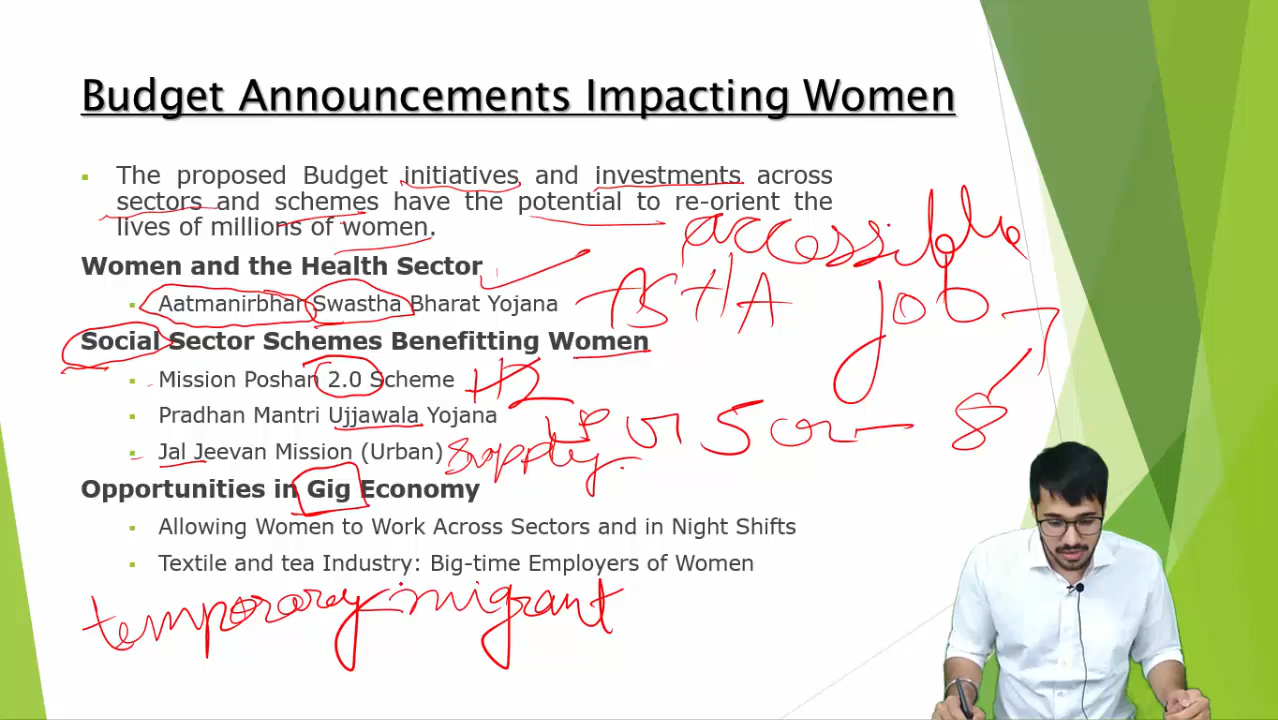 Budget Announcements Impacting Women
▪ The proposed Budget initiatives and investments across
sectors and schemes have the potential to re-orient the
lives of millions of women.
accessible
Women and the Health Sector
▪ Aatmanirbhar Swastha Bharat Yojana
ASHA
job
Social Sector Schemes Benefitting Women
▪ Mission Poshan 2.0 Scheme
▪ Pradhan Mantri Ujjawala Yojana
8
▪ Jal Jeevan Mission (Urban)
supply
Opportunities in Gig Economy
▪ Allowing Women to Work Across Sectors and in Night Shifts
▪ Textile and tea Industry: Big-time Employers of Women
temporary migrant